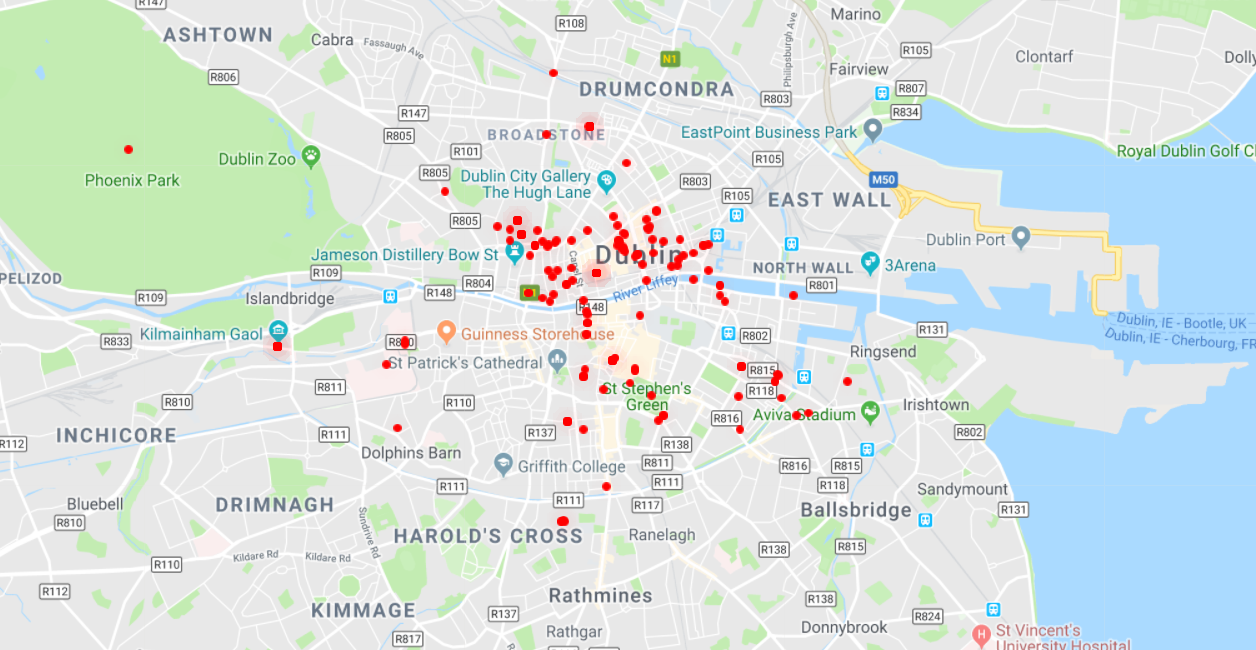 R147
R108
Marino
ASHTOWN
Cabra
Fassaugh Ave
N1
Philipsburgh Ave
R105
Clontarf
Dolly
R806
Fairview
DRUMCONDRA
R807
R803
R147
R834
R805
BROADSTONE
EastPoint Business Park
R101
R105
Royal Dublin Golf Cl
Dublin Zoo
R805
Dublin City Gallery
The Hugh Lane
R803
M50
Phoenix Park
R105
EAST WALL
R805
Dublin Port
Jameson Distillery Bow St
Dublin
NORTH WALL
3Arena
PELIZOD
R109
R804
R801
R109
Islandbridge
R148
River Liffey
R148
Dublin, IE - Bootle, UK
Dublin, IE - Cherbourg, FR
R833
Kilmainham Gaol
Guinness Storehouse
R802
R131
Ringsend
St Patrick's Cathedral
R815
R811
St Stephen's
Green
R118
R810
R110
Irishtown
R816
Aviva Stadium
INCHICORE
R111
R137
R802
R112
R138
Dolphins Barn
Griffith College
R811
R816
R815
R111
R111
R118
Sandymount
Bluebell
DRIMNAGH
R111
R117
Ballsbridge
R131
R810
Sundrive Rd
HAROLD'S CROSS
Ranelagh
R138
R815
Kildare Rd
Kildare Rd
R110
R112
Rathmines
R138
KIMMAGE
R137
R824
Donnybrook
R817
Rathgar
St Vincent's
University Hospital